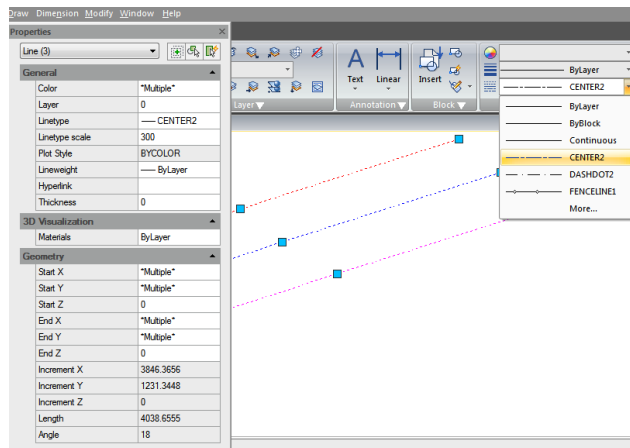 Draw Dimension Modify Window Help
Properties
Line (3)
General
Color *Multiple*
Layer 0
Linetype CENTER2
Linetype scale 300
Plot Style BYCOLOR
Lineweight ByLayer
Hyperlink
Thickness 0
3D Visualization
Materials ByLayer
Geometry
Start X *Multiple*
Start Y *Multiple*
Start Z 0
End X *Multiple*
End Y *Multiple*
End Z 0
Increment X 3846.3656
Increment Y 1231.3448
Increment Z 0
Length 4038.6555
Angle 18
Text Linear Insert
Layer Annotation Block
ByLayer
CENTER2
ByLayer
ByBlock
Continuous
CENTER2
DASHDOT2
FENCELINE1
More...